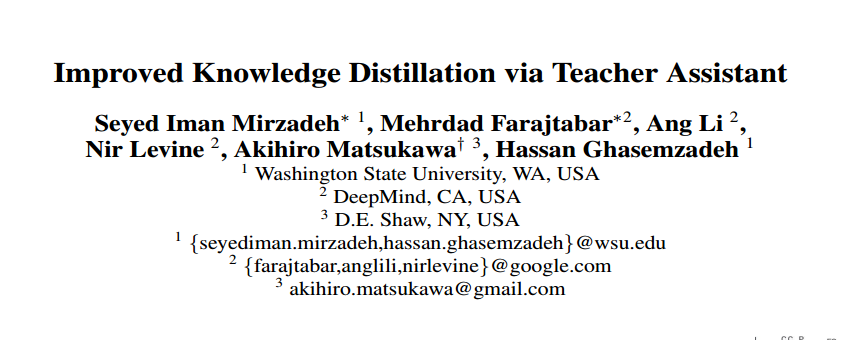 Improved Knowledge Distillation via Teacher Assistant
Seyed Iman Mirzadeh* 1, Mehrdad Farajtabar*2, Ang Li 2,
Nir Levine 2, Akihiro Matsukawa† 3, Hassan Ghasemzadeh 1
1 Washington State University, WA, USA
2 DeepMind, CA, USA
3 D.E. Shaw, NY, USA
1 {seyediman.mirzadeh,hassan.ghasemzadeh}@wsu.edu
2 {farajtabar,anglili,nirlevine}@google.com
3 akihiro.matsukawa@gmail.com